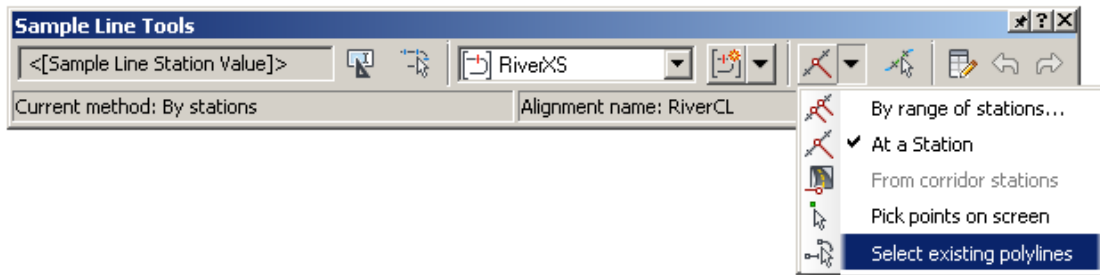 Sample Line Tools
<[Sample Line Station Value]>
RiverXS
Current method: By stations
Alignment name: RiverCL
By range of stations...
At a Station
From corridor stations
Pick points on screen
Select existing polylines